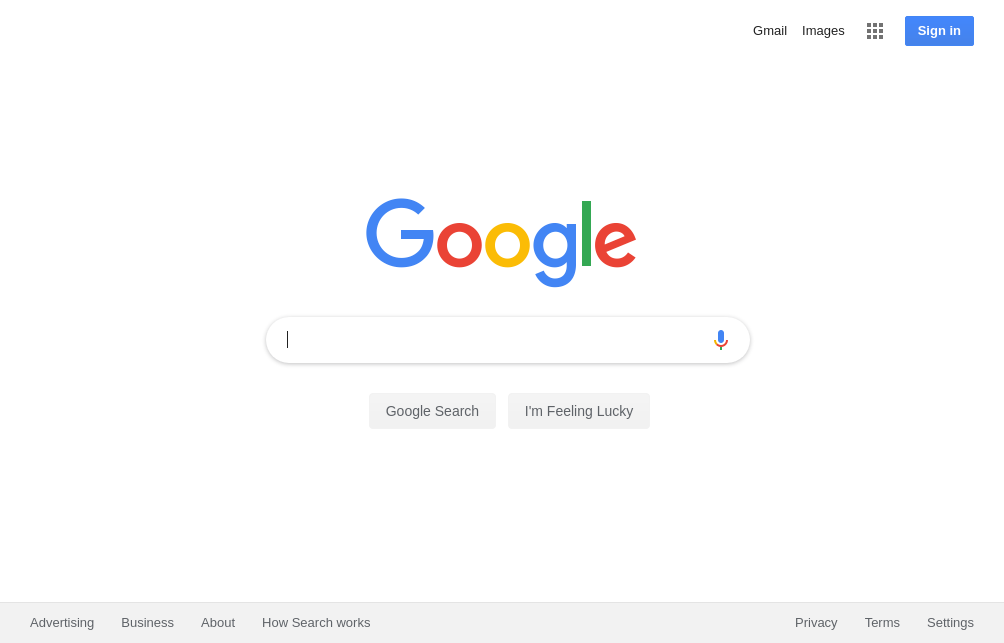 Gmail Images Sign in
Google
Google Search I'm Feeling Lucky
Advertising Business About How Search works Privacy Terms Settings